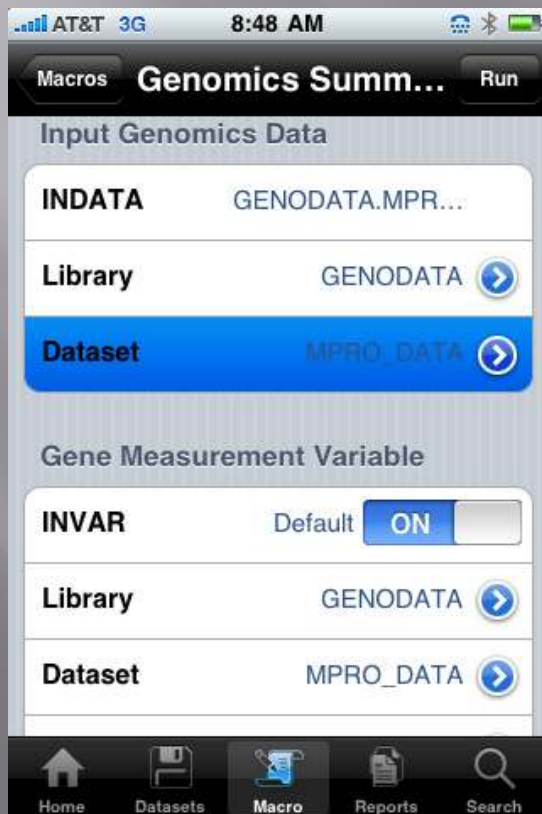 AT&T 3G 8:48 AM
Macros Genomics Summ... Run
Input Genomics Data
INDATA GENODATA.MPR...
Library GENODATA
Dataset MPRO_DATA
Gene Measurement Variable
INVAR Default ON
Library GENODATA
Dataset MPRO_DATA
Home Datasets Macro Reports Search